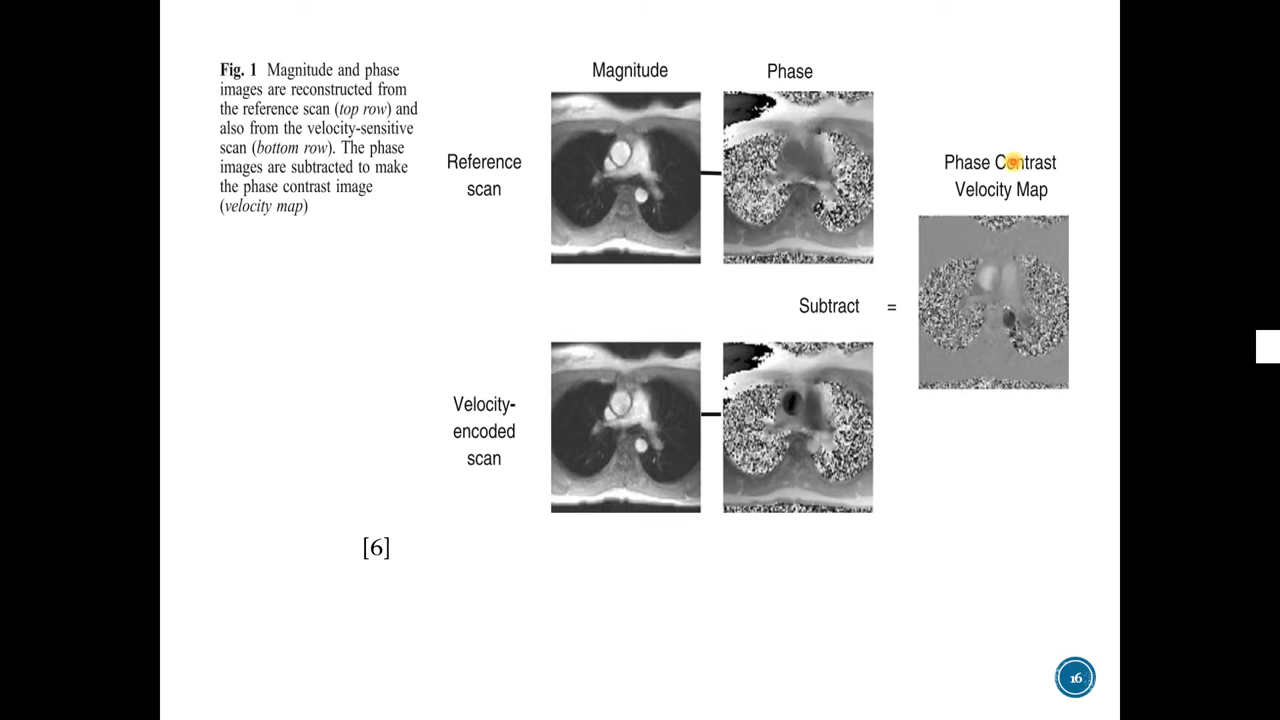 Fig. 1 Magnitude and phase
images are reconstructed from
the reference scan (top row) and
also from the velocity-sensitive
scan (bottom row). The phase
images are subtracted to make
the phase contrast image
(velocity map)
Magnitude
Phase
Reference
scan
Phase Contrast
Velocity Map
Subtract =
Velocity-
encoded
scan
[6]
16